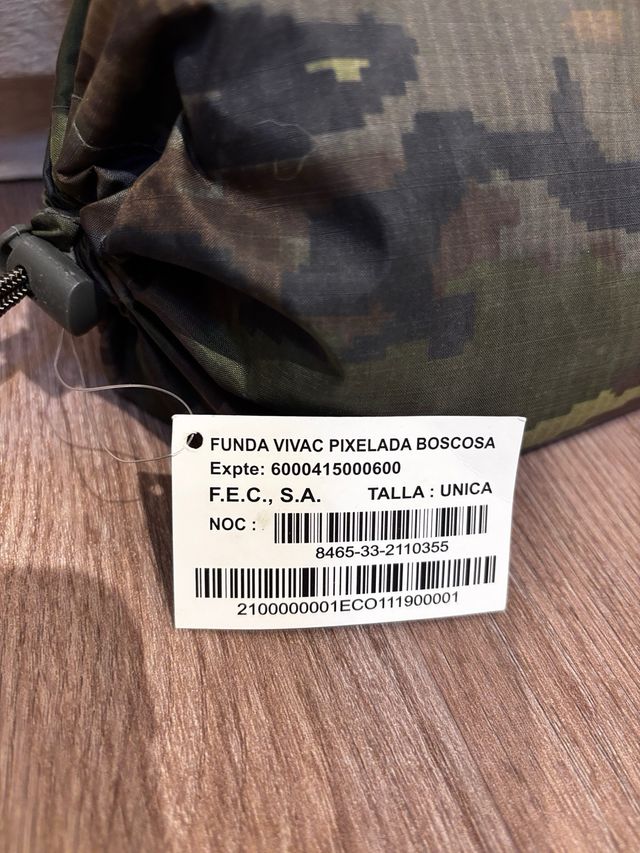 FUNDA VIVAC PIXELADA BOSCOSA
Expte: 6000415000600
F.E.C., S.A. TALLA : UNICA
NOC :
8465-33-2110355
2100000001ECO111900001